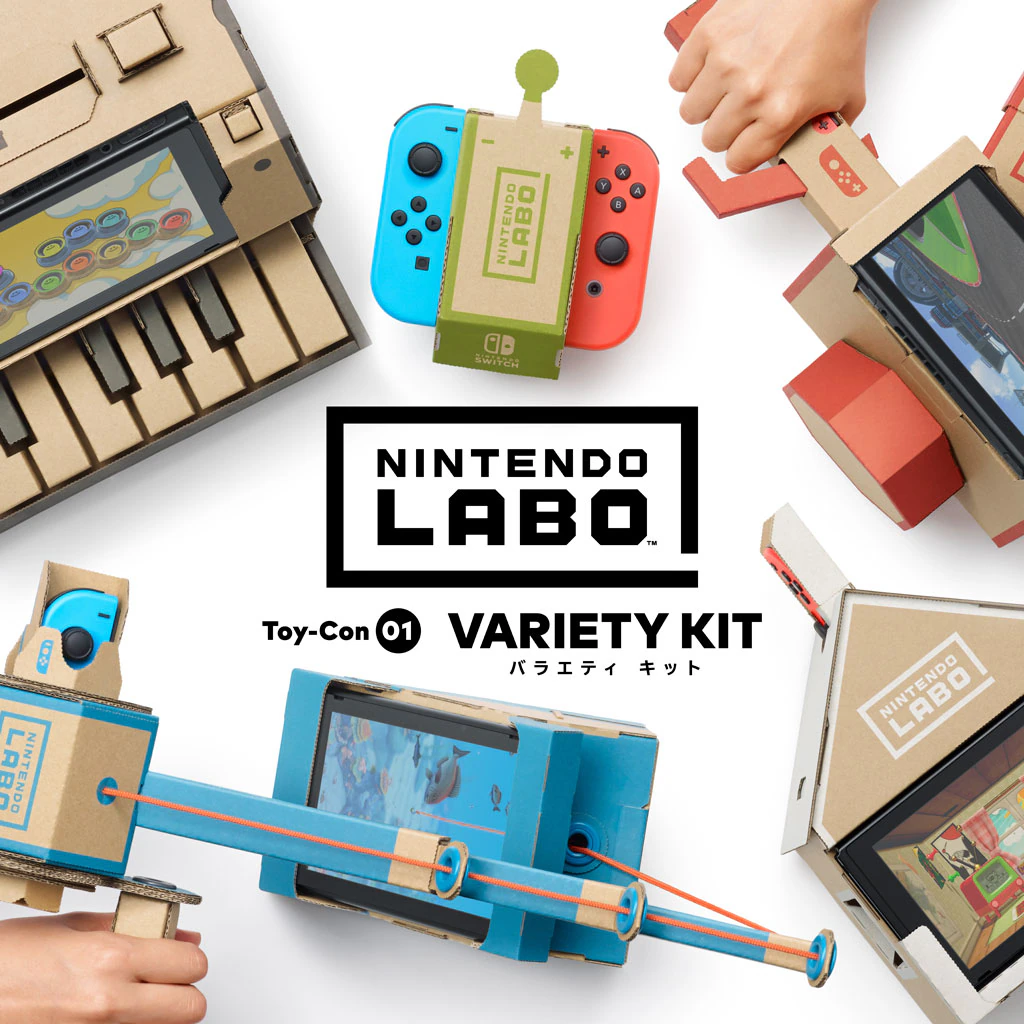 NINTENDO
LABO
NINTENDO
SWITCH
X
Y
A
B
NINTENDO
LABO™
Toy-Con 01 VARIETY KIT
バラエティ キット
NINTENDO
LABO
NINTENDO
LABO